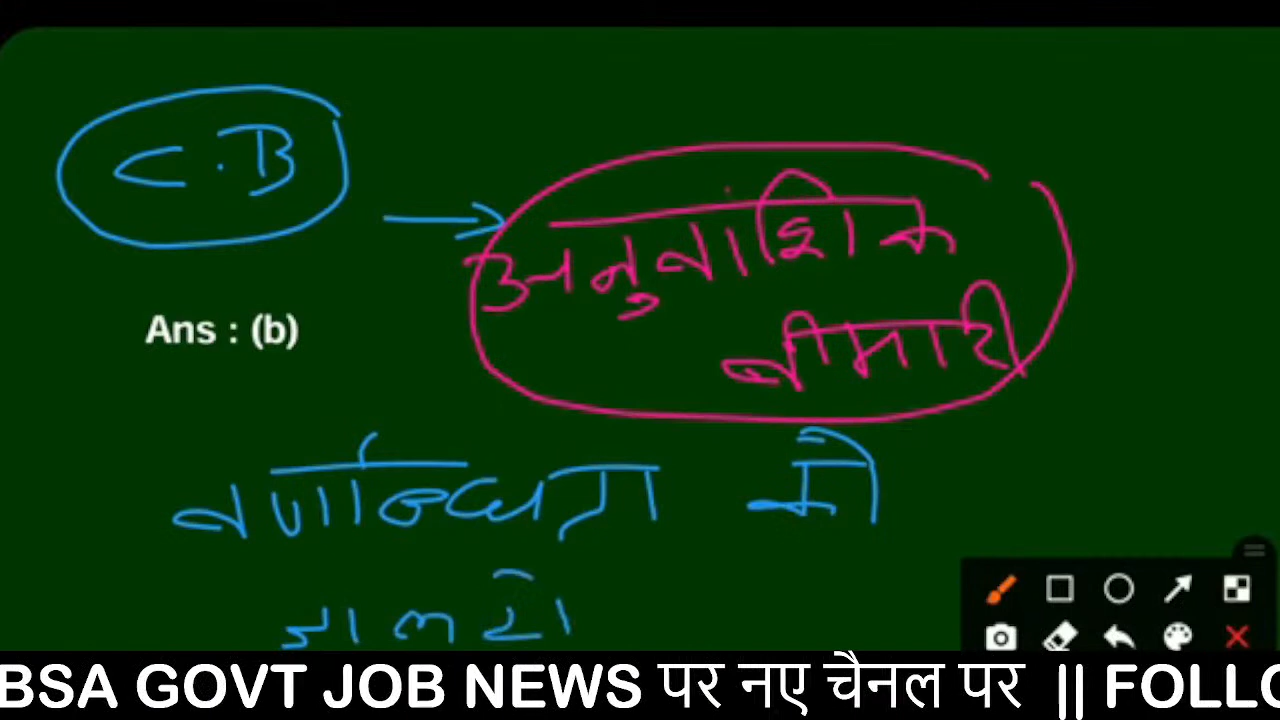 C.B
अनुवांशिक
बीमारी
Ans : (b)
वर्णान्धता की
BSA GOVT JOB NEWS पर नए चैनल पर || FOLLO